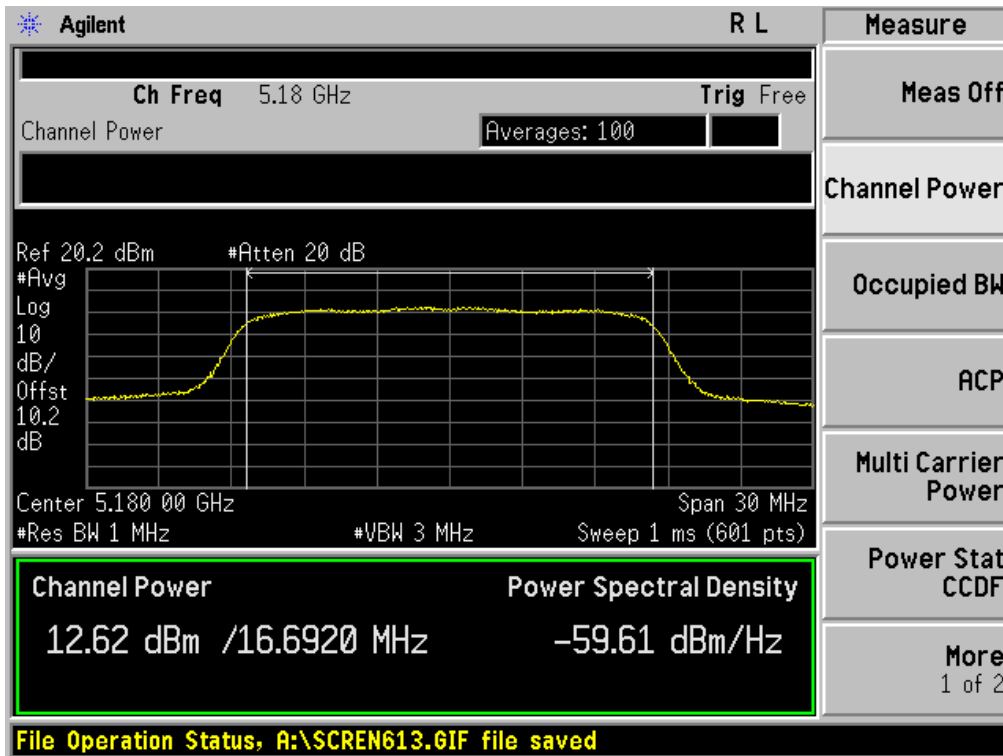 Agilent R L Measure
Ch Freq 5.18 GHz Trig Free
Meas Off
Channel Power Averages: 100
Channel Power
Ref 20.2 dBm #Atten 20 dB
#Avg
Log
10
dB/
Offst
10.2
dB
Occupied BW
ACP
Center 5.180 00 GHz Span 30 MHz
#Res BW 1 MHz #VBW 3 MHz Sweep 1 ms (601 pts)
Multi Carrier
Power
Channel Power Power Spectral Density
12.62 dBm /16.6920 MHz -59.61 dBm/Hz
Power Stat
CCDF
More
1 of 2
File Operation Status, A:\SCREN613.GIF file saved